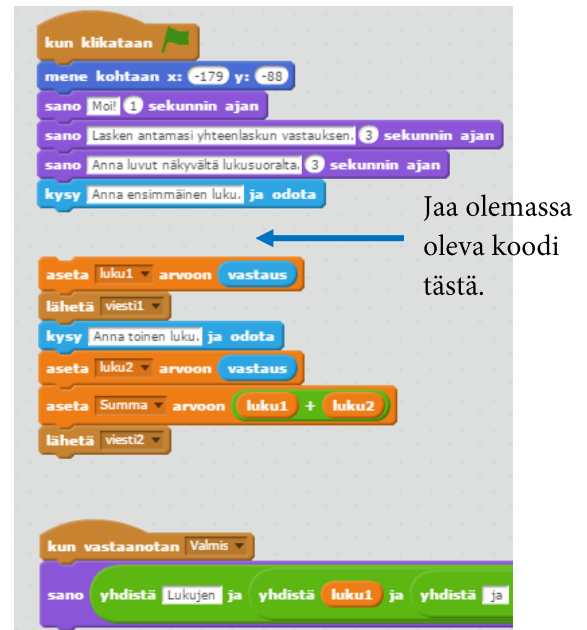 kun klikataan
mene kohtaan x: -179 y: -88
sano Moi! 1 sekunnin ajan
sano Lasken antamasi yhteenlaskun vastauksen. 3 sekunnin ajan
sano Anna luvut näkyvältä lukusuoralta. 3 sekunnin ajan
kysy Anna ensimmäinen luku. ja odota
Jaa olemassa
oleva koodi
tästä.
aseta luku1 arvoon vastaus
lähetä viesti1
kysy Anna toinen luku. ja odota
aseta luku2 arvoon vastaus
aseta Summa arvoon luku1 + luku2
lähetä viesti2
kun vastaanotan Valmis
sano yhdistä Lukujen ja yhdistä luku1 ja yhdistä ja